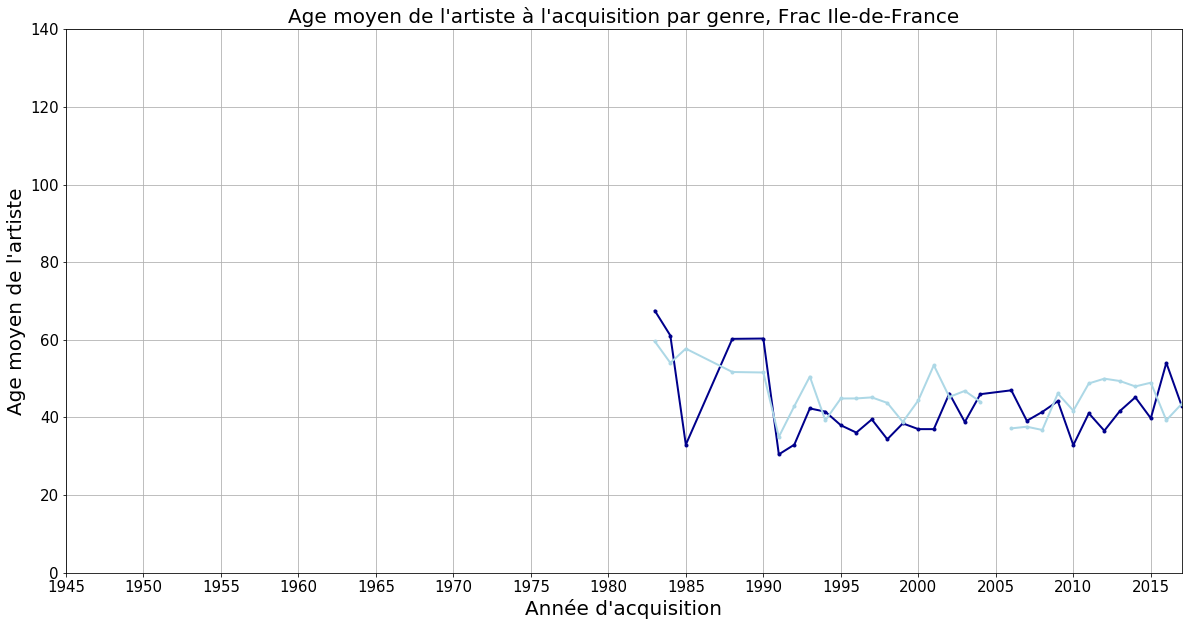 Age moyen de l'artiste à l'acquisition par genre, Frac Ile-de-France
140
120
100
80
60
40
20
0
Age moyen de l'artiste
1945 1950 1955 1960 1965 1970 1975 1980 1985 1990 1995 2000 2005 2010 2015
Année d'acquisition